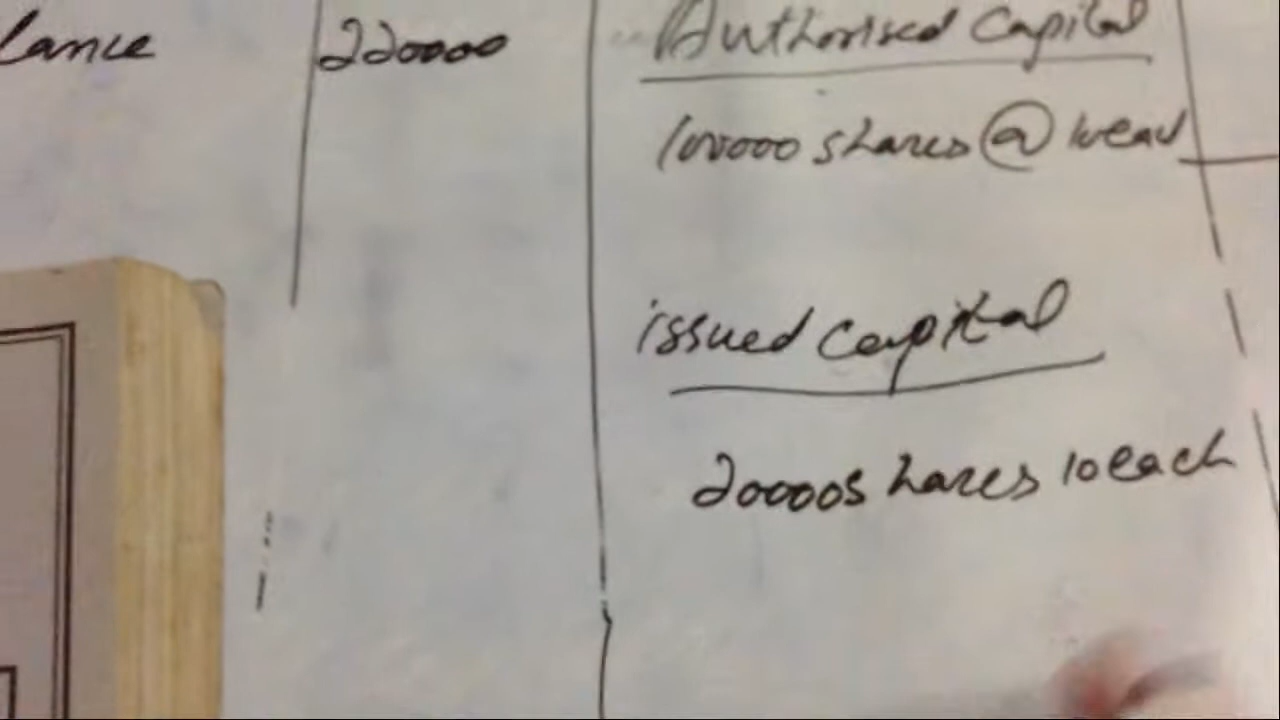 lance 220000
Authorised Capital
100000 shares @ 10 each
issued capital
20000 shares 10 each